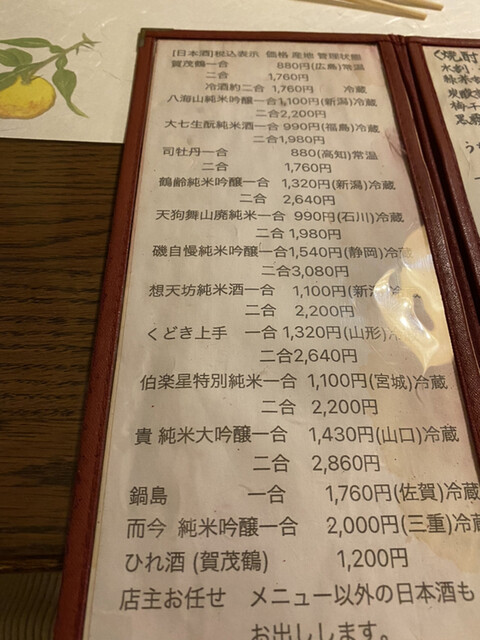 [日本酒]税込表示 価格 産地 管理状態
賀茂鶴一合 880円(広島)常温
二合 1,760円
冷酒約二合 1,760円 冷蔵
八海山純米吟醸一合1,100円(新潟)冷蔵
二合2,200円
大七生酛純米酒一合 990円(福島)冷蔵
二合1,980円
司牡丹一合 880(高知)常温
二合 1,760円
鶴齢純米吟醸一合 1,320円(新潟)冷蔵
二合 2,640円
天狗舞山廃純米一合 990円(石川)冷蔵
二合 1,980円
磯自慢純米吟醸一合1,540円(静岡)冷蔵
二合3,080円
想天坊純米酒一合 1,100円(新潟)冷蔵
二合 2,200円
くどき上手 一合 1,320円(山形)冷蔵
二合2,640円
伯楽星特別純米一合 1,100円(宮城)冷蔵
二合 2,200円
貴 純米大吟醸一合 1,430円(山口)冷蔵
二合 2,860円
鍋島 一合 1,760円(佐賀)冷蔵
而今 純米吟醸一合 2,000円(三重)冷蔵
ひれ酒 (賀茂鶴) 1,200円
店主お任せ メニュー以外の日本酒も
お出しします。
<焼酎
水割